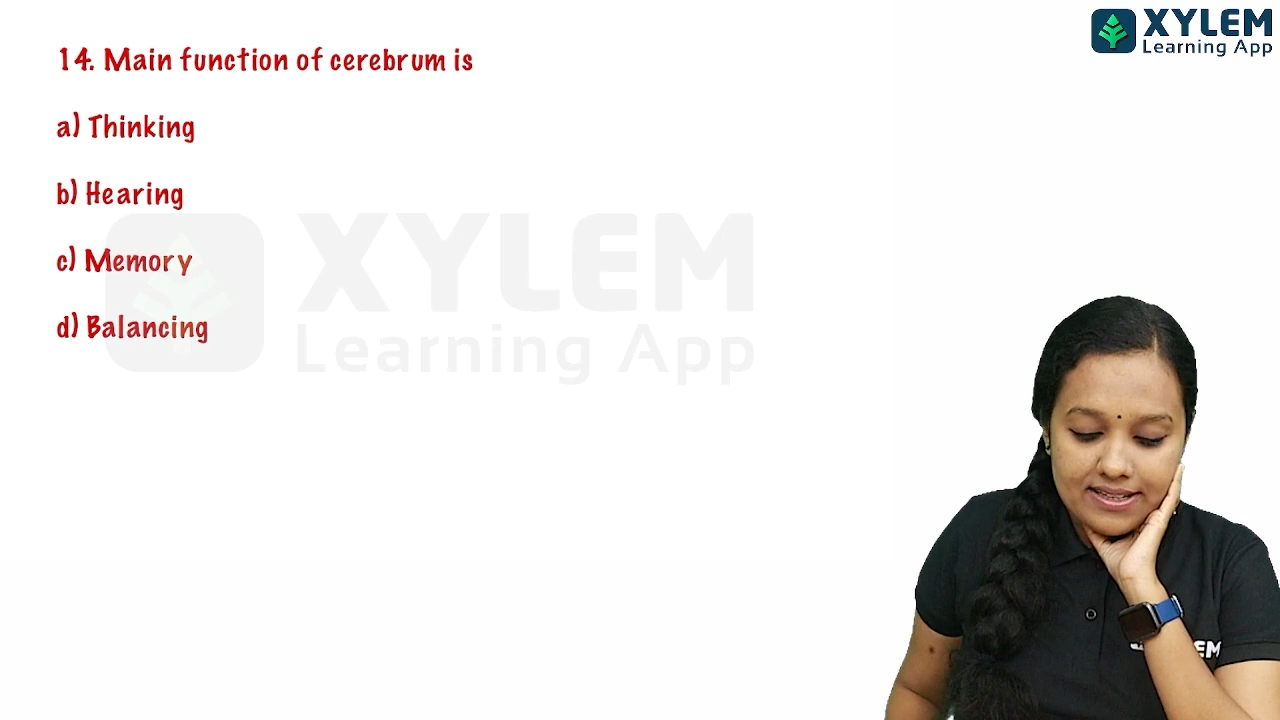 XYLEM
Learning App
14. Main function of cerebrum is
a) Thinking
b) Hearing
c) Memory
d) Balancing
XYLEM
Learning App